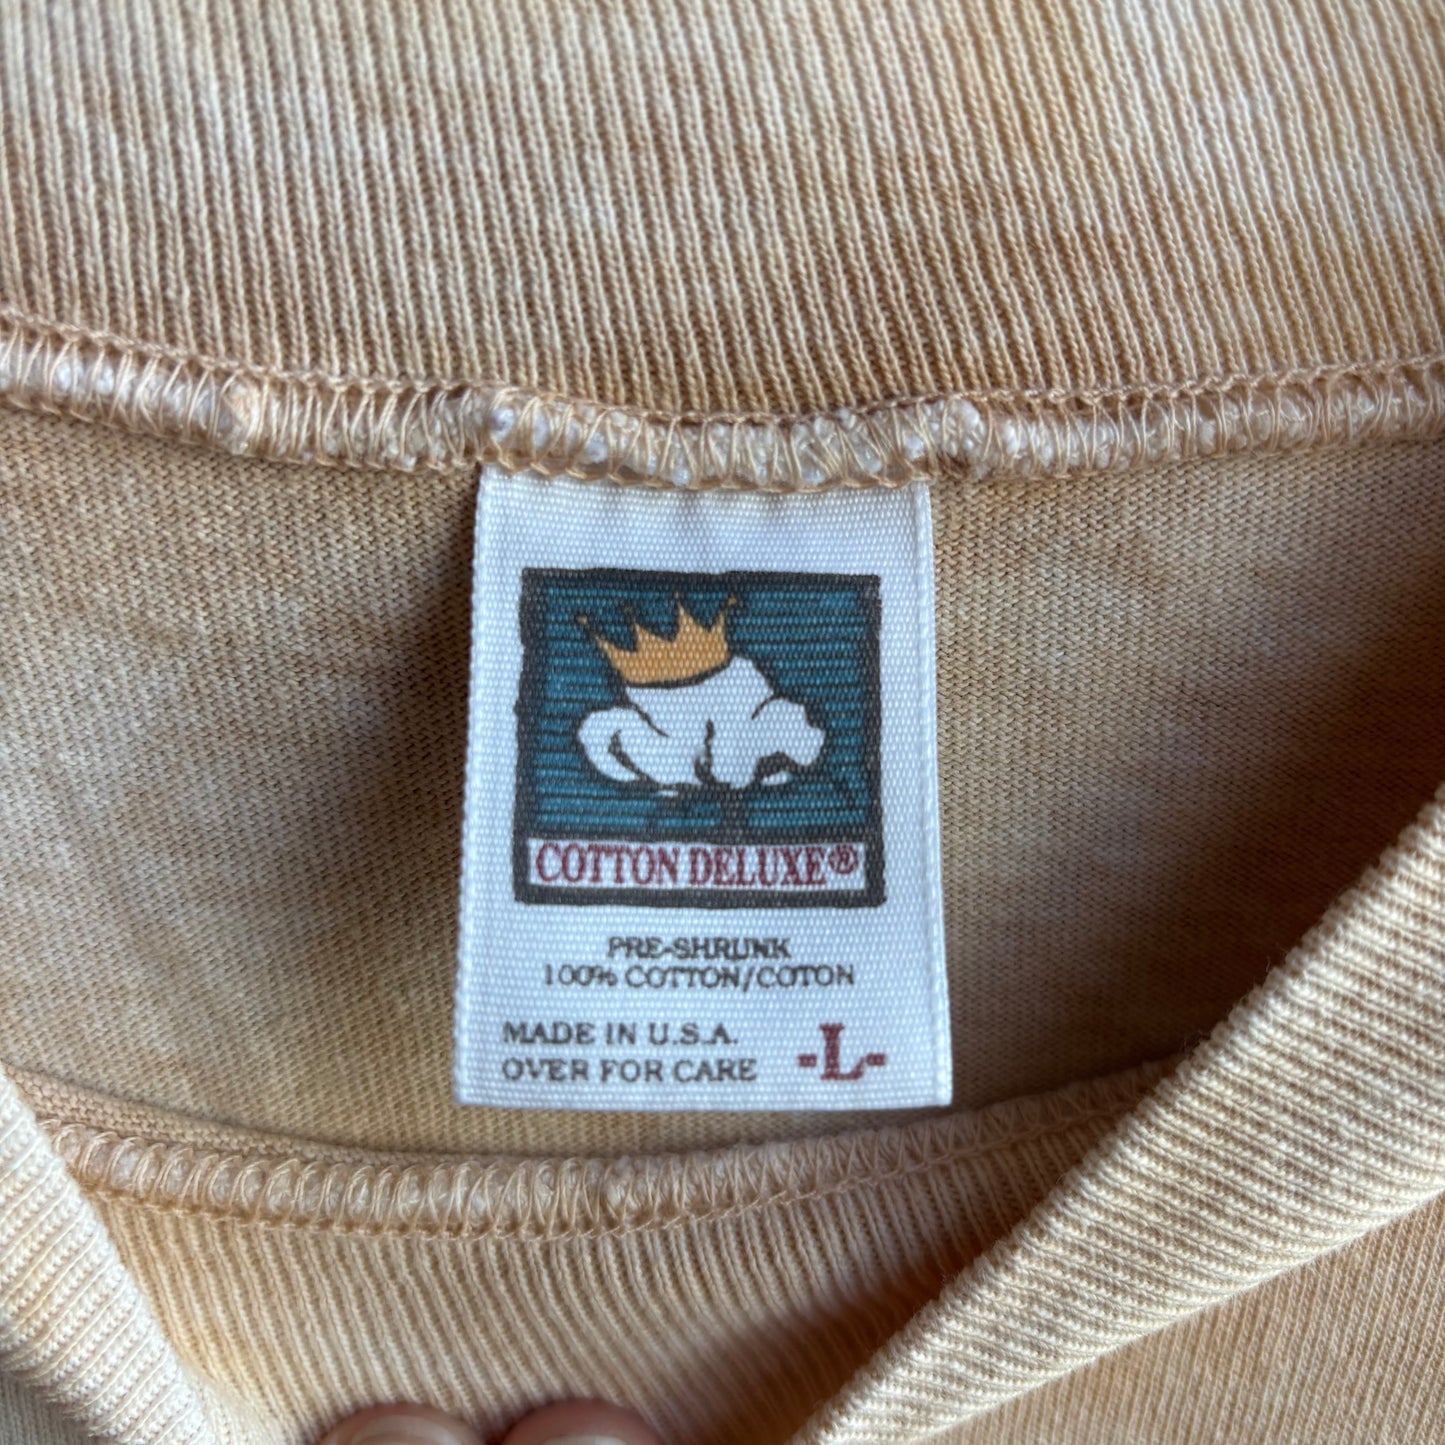 COTTON DELUXE®
PRE-SHRUNK
100% COTTON/COTON
MADE IN U.S.A.
OVER FOR CARE
-L-